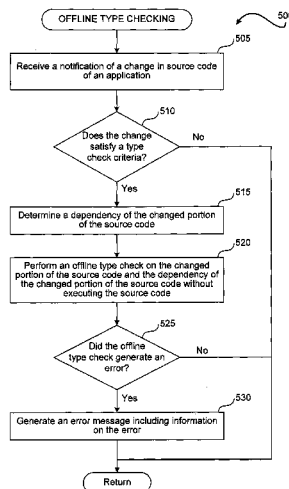 OFFLINE TYPE CHECKING
50
505
Receive a notification of a change in source code
of an application
510
Does the change
satisfy a type
check criteria?
No
Yes
515
Determine a dependency of the changed portion
of the source code
520
Perform an offline type check on the changed
portion of the source code and the dependency of
the changed portion of the source code without
executing the source code
525
Did the offline
type check generate an
error?
No
Yes
530
Generate an error message including information
on the error
Return